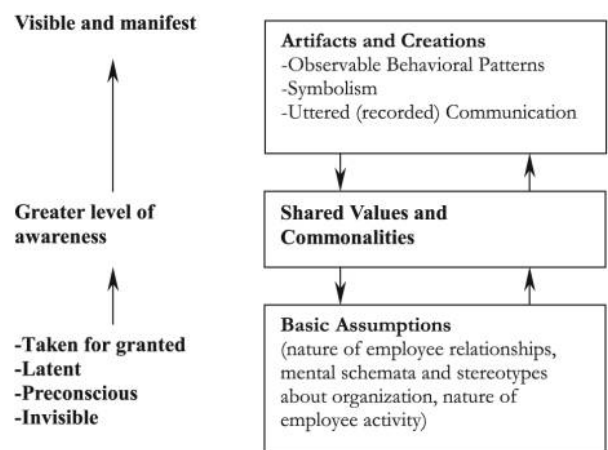 Visible and manifest
Artifacts and Creations
-Observable Behavioral Patterns
-Symbolism
-Uttered (recorded) Communication
Greater level of
awareness
Shared Values and
Commonalities
-Taken for granted
-Latent
-Preconscious
-Invisible
Basic Assumptions
(nature of employee relationships,
mental schemata and stereotypes
about organization, nature of
employee activity)